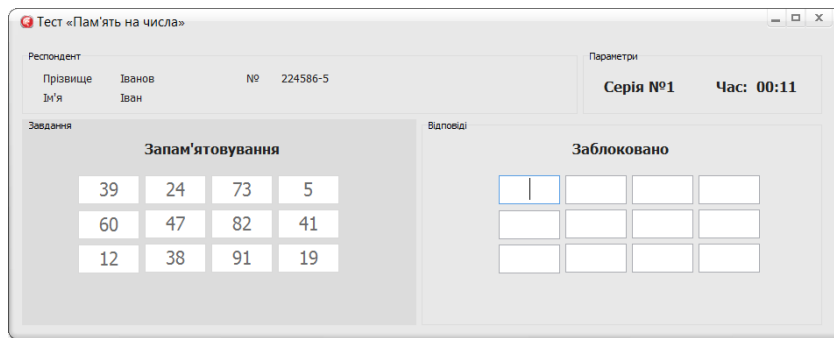 Тест «Пам'ять на числа»
Респондент
Прізвище Іванов № 224586-5
Ім'я Іван
Параметри
Серія №1 Час: 00:11
Завдання
Запам'ятовування
39 24 73 5
60 47 82 41
12 38 91 19
Відповіді
Заблоковано